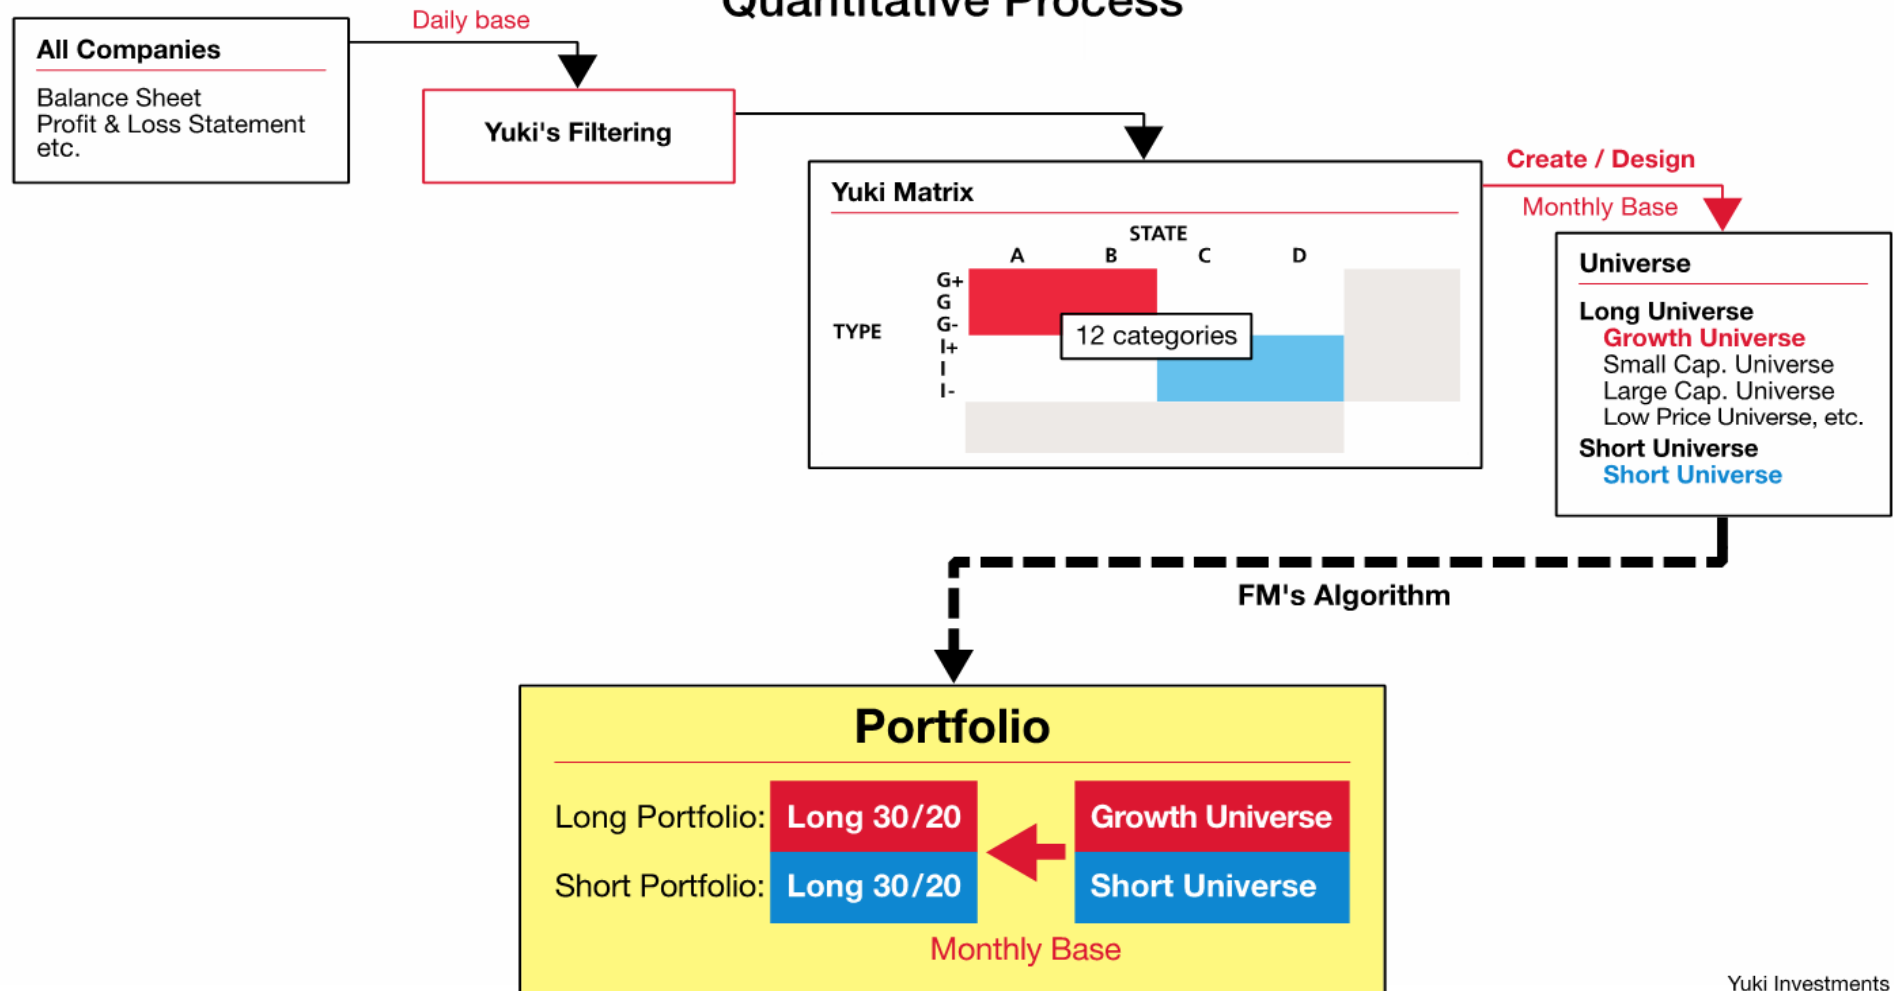 Quantitative Process
Daily base
All Companies
Balance Sheet
Profit & Loss Statement
etc.
Yuki's Filtering
Yuki Matrix
STATE
A B C D
TYPE
G+
G
G-
I+
I
I-
12 categories
Create / Design
Monthly Base
Universe
Long Universe
Growth Universe
Small Cap. Universe
Large Cap. Universe
Low Price Universe, etc.
Short Universe
Short Universe
FM's Algorithm
Portfolio
Long Portfolio: Long 30/20 Growth Universe
Short Portfolio: Long 30/20 Short Universe
Monthly Base
Yuki Investments